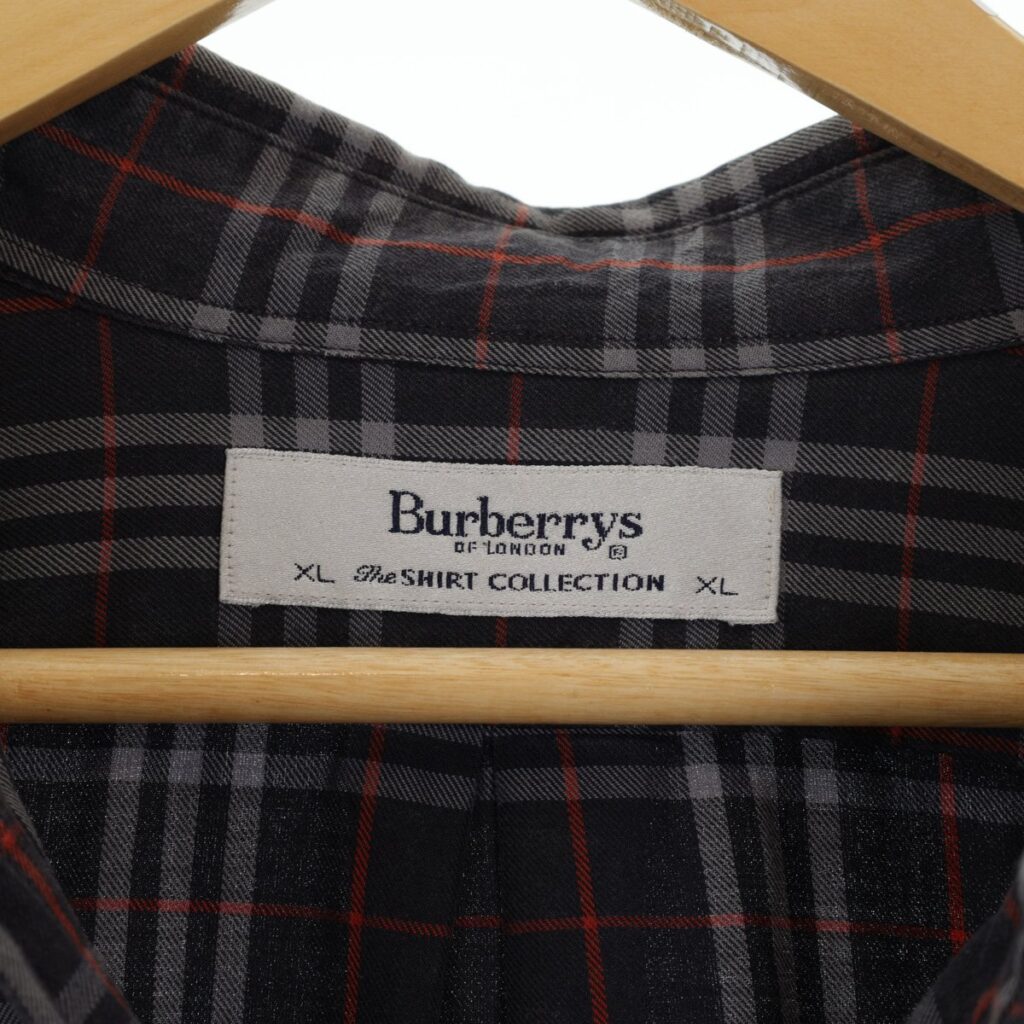 Burberrys
OF LONDON ®
XL The SHIRT COLLECTION XL